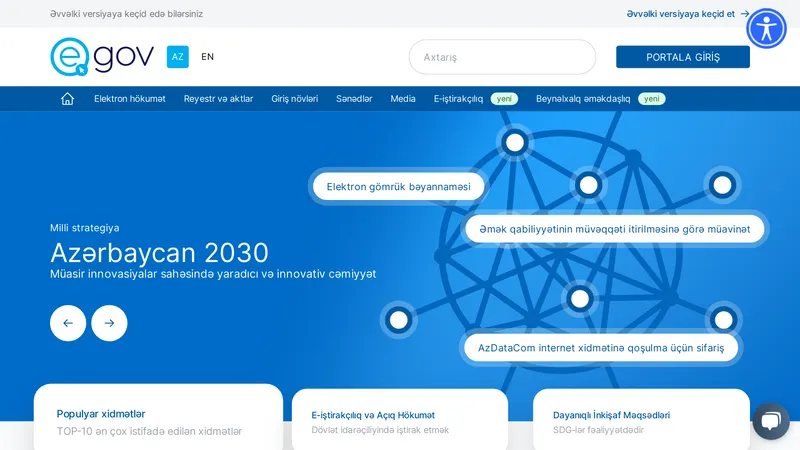 Əvvəlki versiyaya keçid edə bilərsiniz
Əvvəlki versiyaya keçid et
egov
AZ
EN
Axtarış
PORTALA GİRİŞ
Elektron hökumət
Reyestr və aktlar
Giriş növləri
Sənədlər
Media
E-iştirakçılıq yeni
Beynəlxalq əməkdaşlıq yeni
Elektron gömrük bəyannaməsi
Əmək qabiliyyətinin müvəqqəti itirilməsinə görə müavinət
Milli strategiya
Azərbaycan 2030
Müasir innovasiyalar sahəsində yaradıcı və innovativ cəmiyyət
AzDataCom internet xidmətinə qoşulma üçün sifariş
Populyar xidmətlər
TOP-10 ən çox istifadə edilən xidmətlər
E-iştirakçılıq və Açıq Hökumət
Dövlət idarəçiliyində iştirak etmək
Dayanıqlı İnkişaf Məqsədləri
SDG-lər fəaliyyətdədir